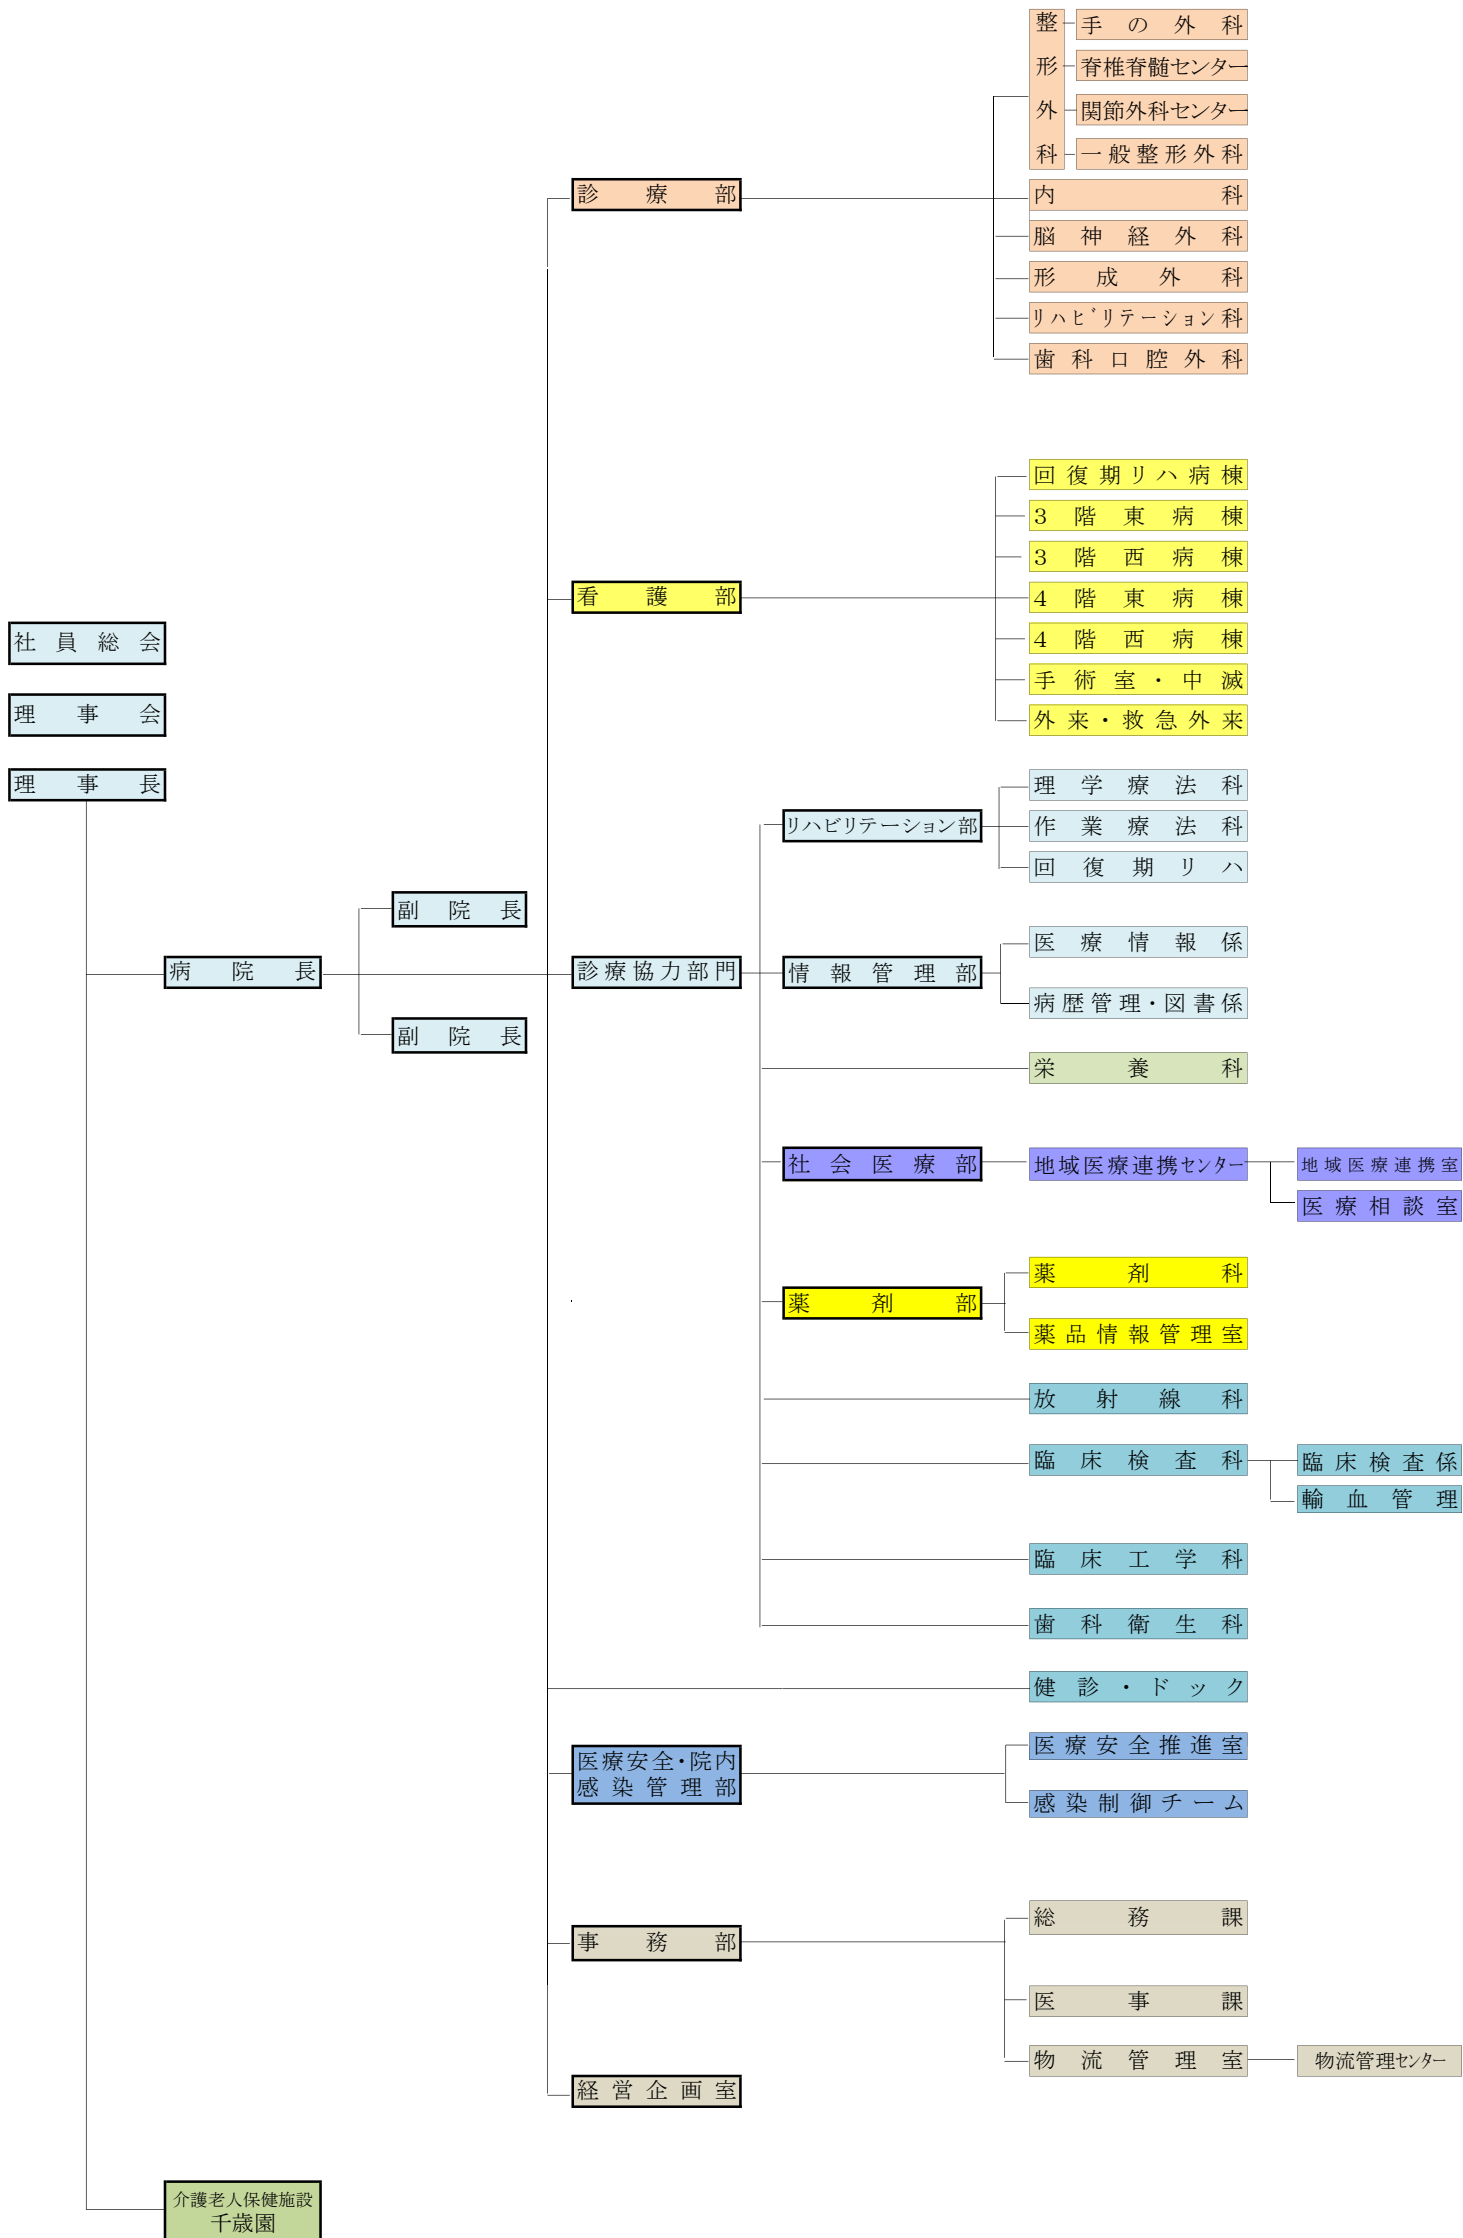 整形外科
手の外科
脊椎脊髄センター
関節外科センター
一般整形外科
診療部
内科
脳神経外科
形成外科
リハビリテーション科
歯科口腔外科
回復期リハ病棟
3階東病棟
3階西病棟
看護部
4階東病棟
4階西病棟
手術室・中滅
外来・救急外来
社員総会
理事会
理事長
リハビリテーション部
理学療法科
作業療法科
回復期リハ
副院長
病院長
副院長
診療協力部門
情報管理部
医療情報係
病歴管理・図書係
栄養科
社会医療部
地域医療連携センター
地域医療連携室
医療相談室
薬剤部
薬剤科
薬品情報管理室
放射線科
臨床検査科
臨床検査係
輸血管理
臨床工学科
歯科衛生科
健診・ドック
医療安全・院内
感染管理部
医療安全推進室
感染制御チーム
事務部
総務課
医事課
物流管理室
物流管理センター
経営企画室
介護老人保健施設
千歳園